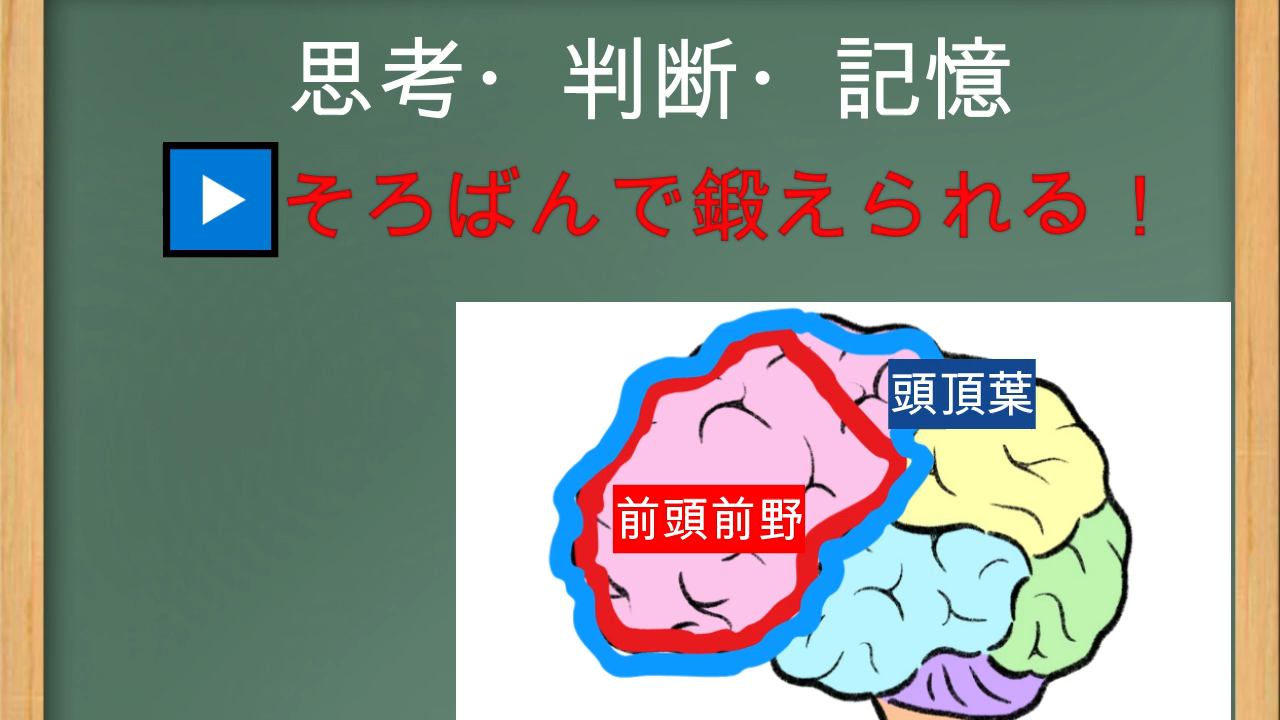 思考・判断・記憶
▶そろばんで鍛えられる！
頭頂葉
前頭前野